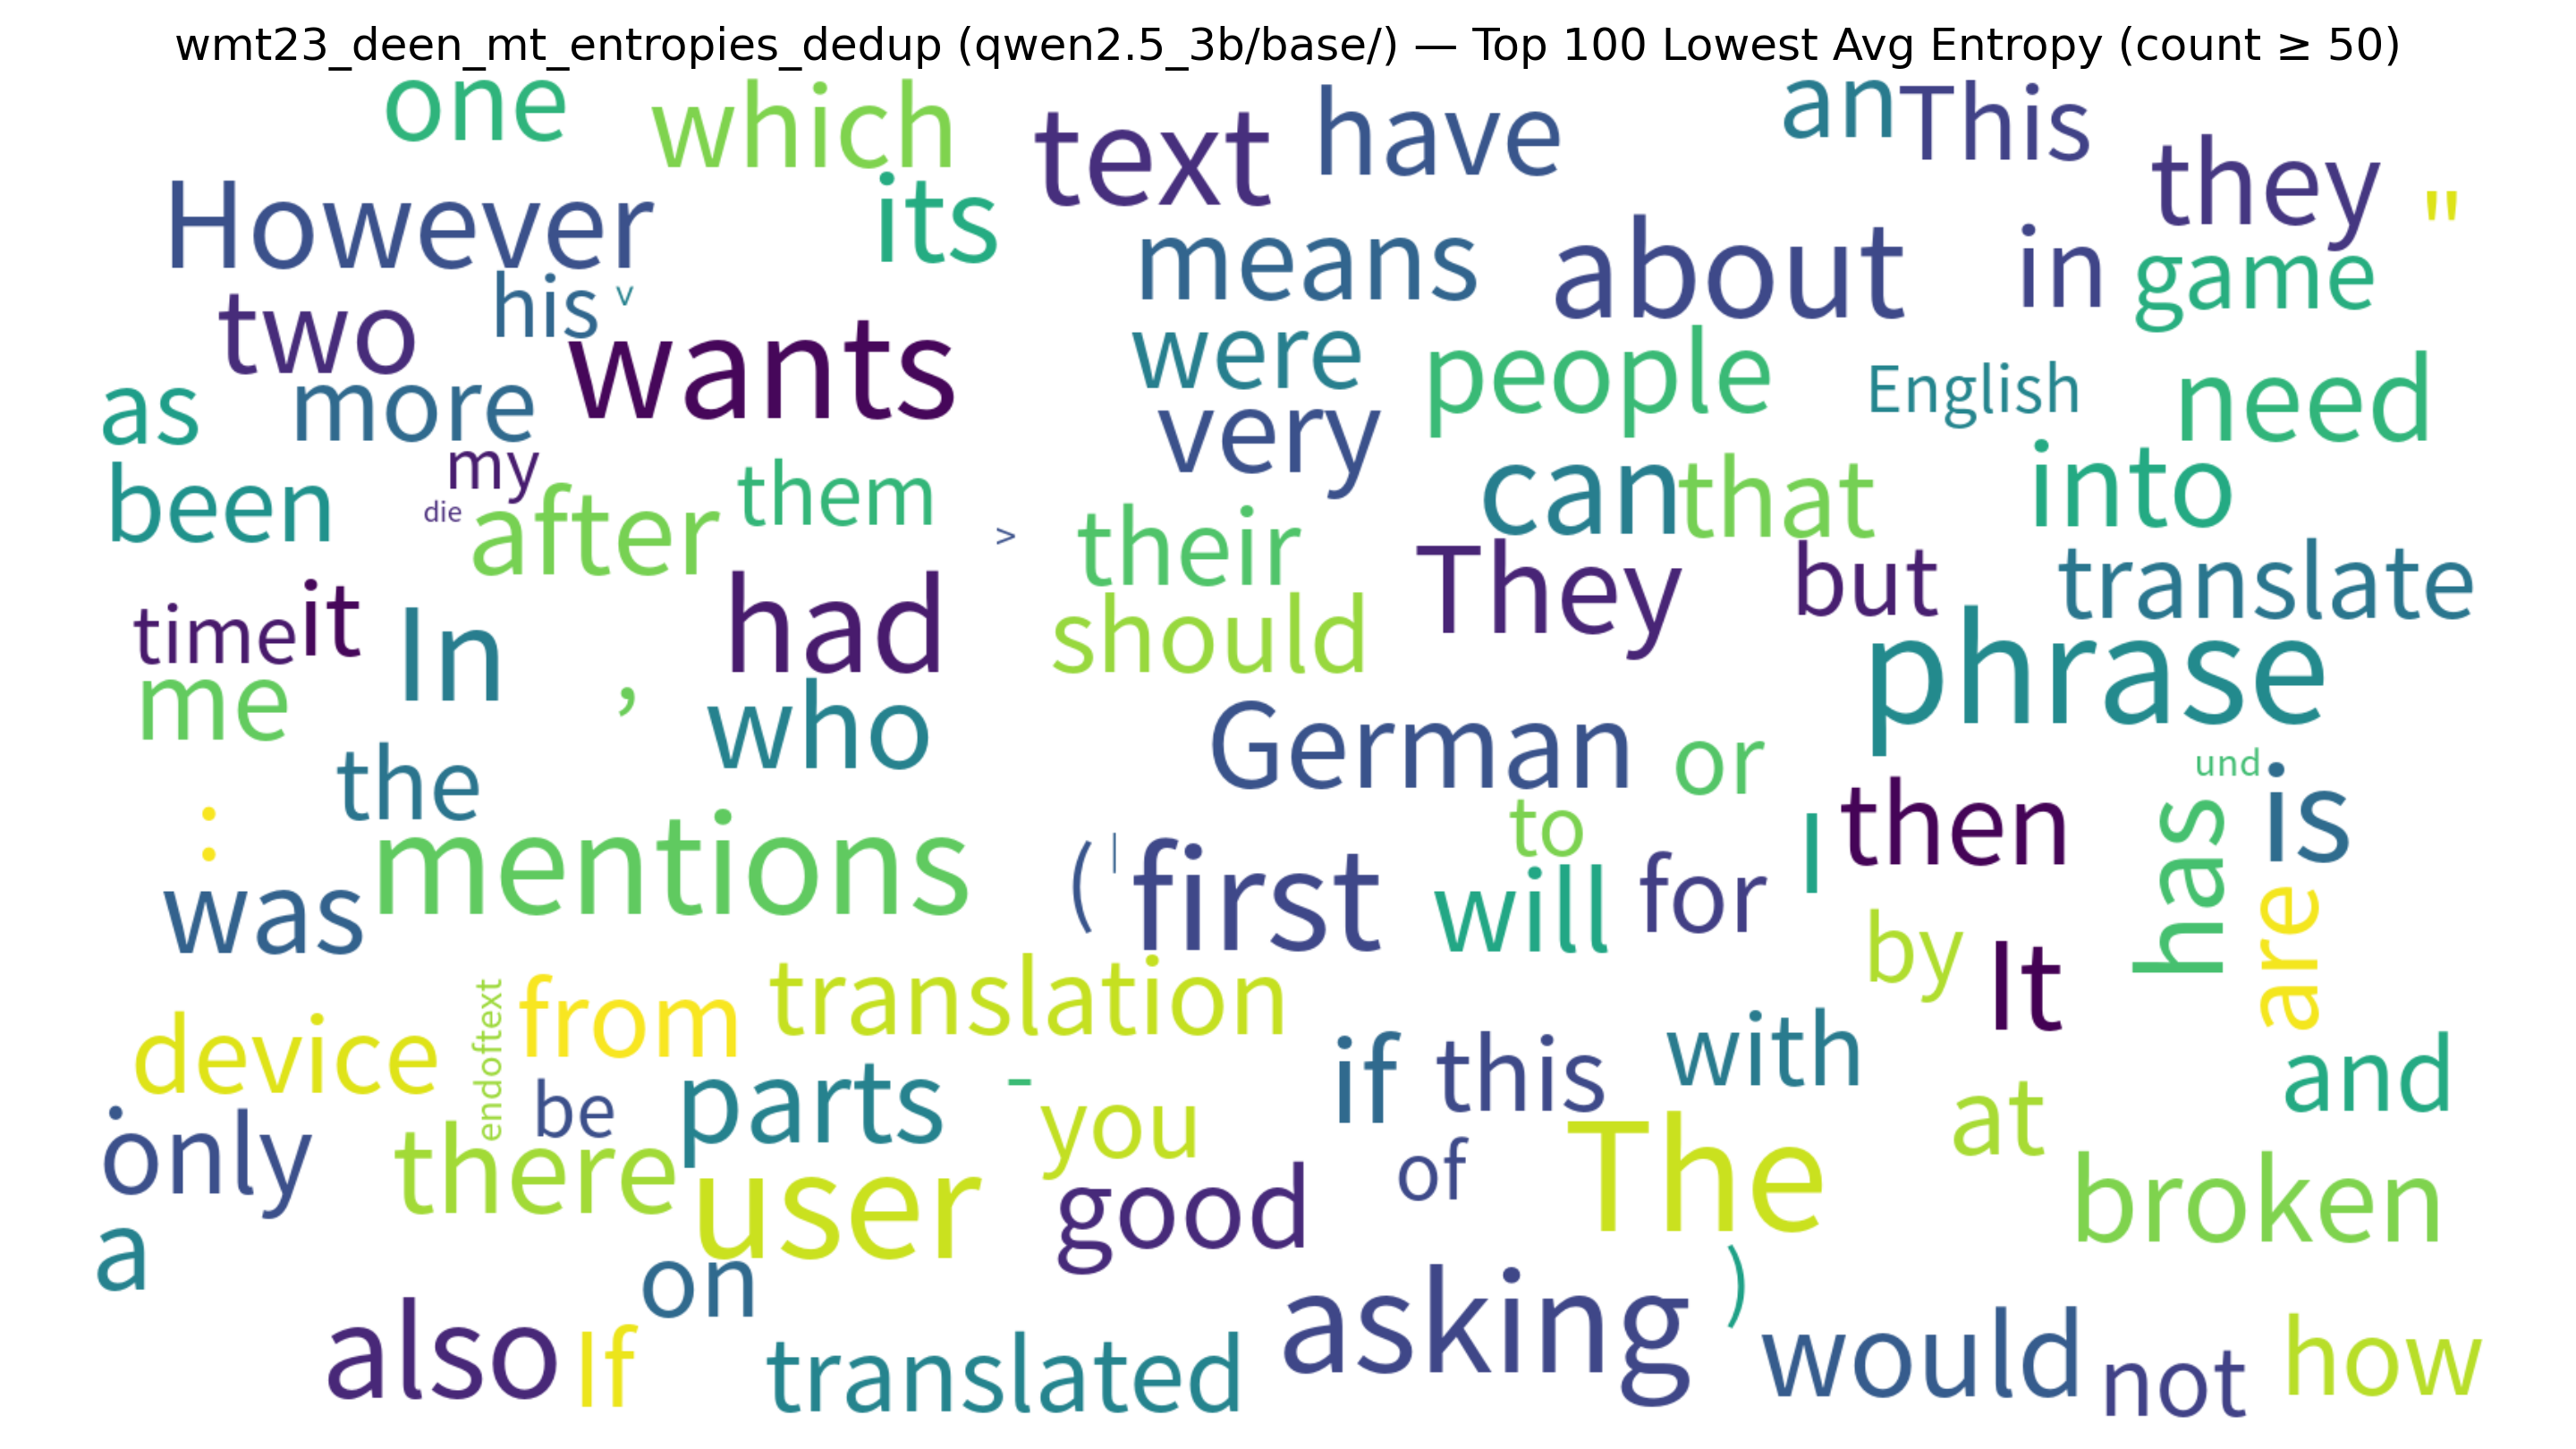 wmt23_deen_mt_entropies_dedup (qwen2.5_3b/base/) — Top 100 Lowest Avg Entropy (count ≥ 50)
one which text have an This
they "
However its means about in game
two his v wants were people English need
as more very
been my them can that into
die after > their
time it In had should They but translate
me , who phrase
the German or und
: to then is
was mentions ( | first will for I has
by It are
device endoftext from translation
. be parts - if this with and
only there you of The at
user good broken
a on )
also If translated asking would not how